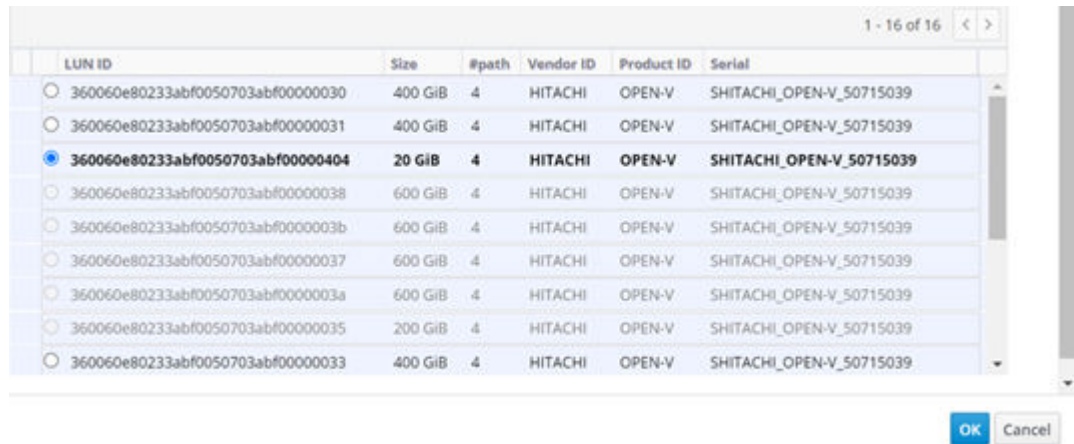 1 - 16 of 16 < >
LUN ID Size #path Vendor ID Product ID Serial
360060e80233abf0050703abf00000030 400 GiB 4 HITACHI OPEN-V SHITACHI_OPEN-V_50715039
360060e80233abf0050703abf00000031 400 GiB 4 HITACHI OPEN-V SHITACHI_OPEN-V_50715039
360060e80233abf0050703abf00000404 20 GiB 4 HITACHI OPEN-V SHITACHI_OPEN-V_50715039
360060e80233abf0050703abf00000038 600 GiB 4 HITACHI OPEN-V SHITACHI_OPEN-V_50715039
360060e80233abf0050703abf0000003b 600 GiB 4 HITACHI OPEN-V SHITACHI_OPEN-V_50715039
360060e80233abf0050703abf00000037 600 GiB 4 HITACHI OPEN-V SHITACHI_OPEN-V_50715039
360060e80233abf0050703abf0000003a 600 GiB 4 HITACHI OPEN-V SHITACHI_OPEN-V_50715039
360060e80233abf0050703abf00000035 200 GiB 4 HITACHI OPEN-V SHITACHI_OPEN-V_50715039
360060e80233abf0050703abf00000033 400 GiB 4 HITACHI OPEN-V SHITACHI_OPEN-V_50715039
OK Cancel